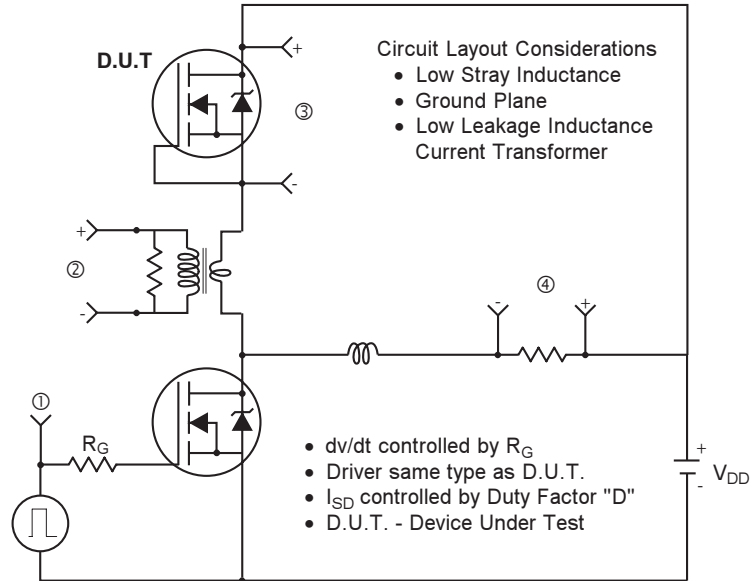 D.U.T
+
③
-
Circuit Layout Considerations
• Low Stray Inductance
• Ground Plane
• Low Leakage Inductance
Current Transformer
+
②
-
④
-
+
①
RG
• dv/dt controlled by RG
• Driver same type as D.U.T.
• ISD controlled by Duty Factor "D"
• D.U.T. - Device Under Test
+
VDD
-